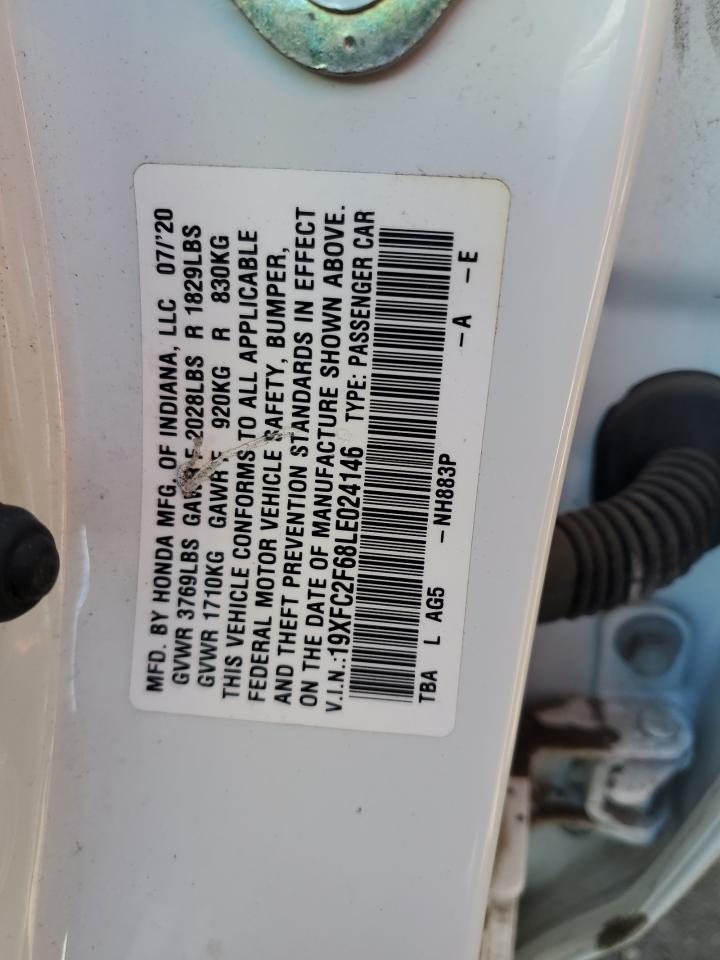 MFD. BY HONDA MFG. OF INDIANA, LLC 07/'20
GVWR 3769LBS GAWR F 2028LBS R 1829LBS
GVWR 1710KG GAWR F 920KG R 830KG
THIS VEHICLE CONFORMS TO ALL APPLICABLE
FEDERAL MOTOR VEHICLE SAFETY, BUMPER,
AND THEFT PREVENTION STANDARDS IN EFFECT
ON THE DATE OF MANUFACTURE SHOWN ABOVE.
V.I.N.:19XFC2F68LE024146 TYPE: PASSENGER CAR
TBA L AG5 -NH883P -A -E